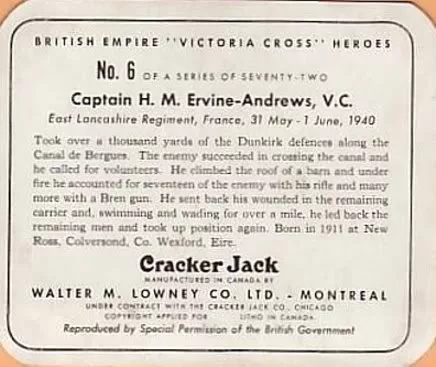 BRITISH EMPIRE "VICTORIA CROSS" HEROES
No. 6 OF A SERIES OF SEVENTY-TWO
Captain H. M. Ervine-Andrews, V.C.
East Lancashire Regiment, France, 31 May - 1 June, 1940
Took over a thousand yards of the Dunkirk defences along the
Canal de Bergues. The enemy succeeded in crossing the canal and
he called for volunteers. He climbed the roof of a barn and under
fire he accounted for seventeen of the enemy with his rifle and many
more with a Bren gun. He sent back his wounded in the remaining
carrier and, swimming and wading for over a mile, he led back the
remaining men and took up position again. Born in 1911 at New
Ross, Colversond, Co. Wexford, Eire.
Cracker Jack
MANUFACTURED IN CANADA BY
WALTER M. LOWNEY CO. LTD. - MONTREAL
UNDER CONTRACT WITH THE CRACKER JACK CO., CHICAGO
COPYRIGHT APPLIED FOR LITHO IN CANADA
Reproduced by Special Permission of the British Government